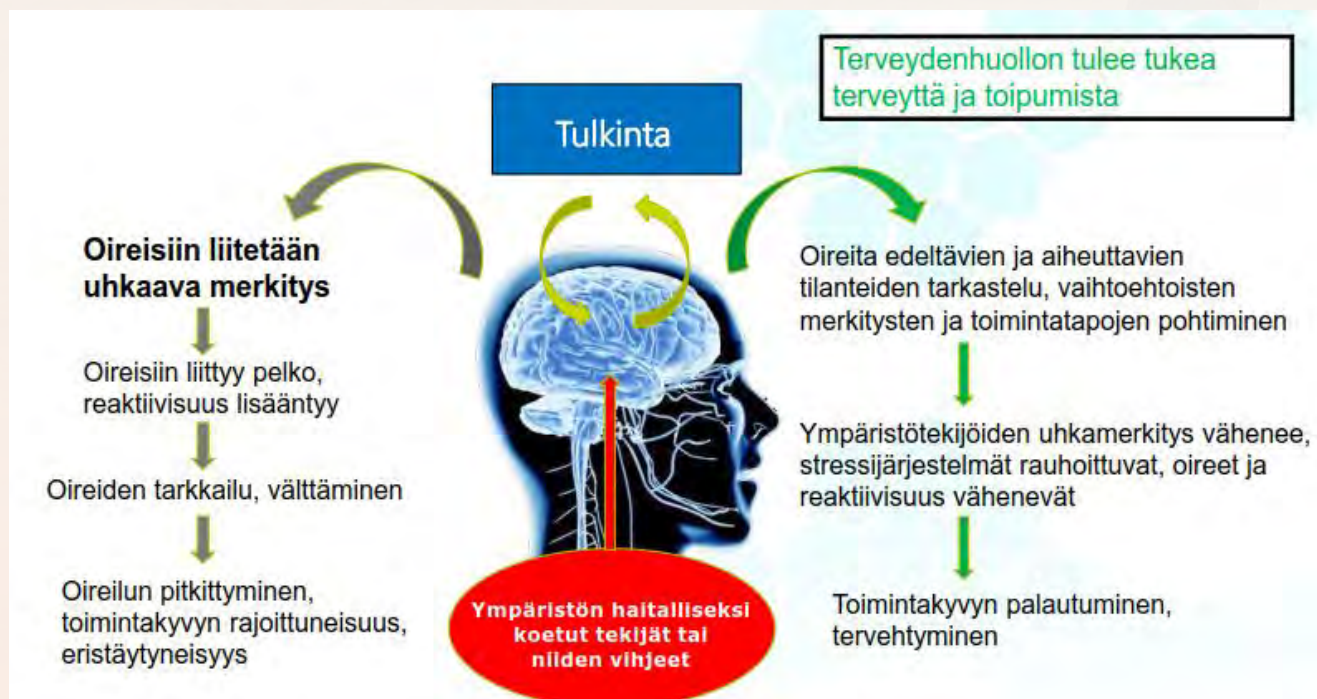 Terveydenhuollon tulee tukea
terveyttä ja toipumista
Tulkinta
Oireisiin liitetään
uhkaava merkitys
Oireisiin liittyy pelko,
reaktiivisuus lisääntyy
Oireiden tarkkailu, välttäminen
Oireilun pitkittyminen,
toimintakyvyn rajoittuneisuus,
eristäytyneisyys
Ympäristön haitalliseksi
koetut tekijät tai
niiden vihjeet
Oireita edeltävien ja aiheuttavien
tilanteiden tarkastelu, vaihtoehtoisten
merkitysten ja toimintatapojen pohtiminen
Ympäristötekijöiden uhkamerkitys vähenee,
stressijärjestelmät rauhoittuvat, oireet ja
reaktiivisuus vähenevät
Toimintakyvyn palautuminen,
tervehtyminen